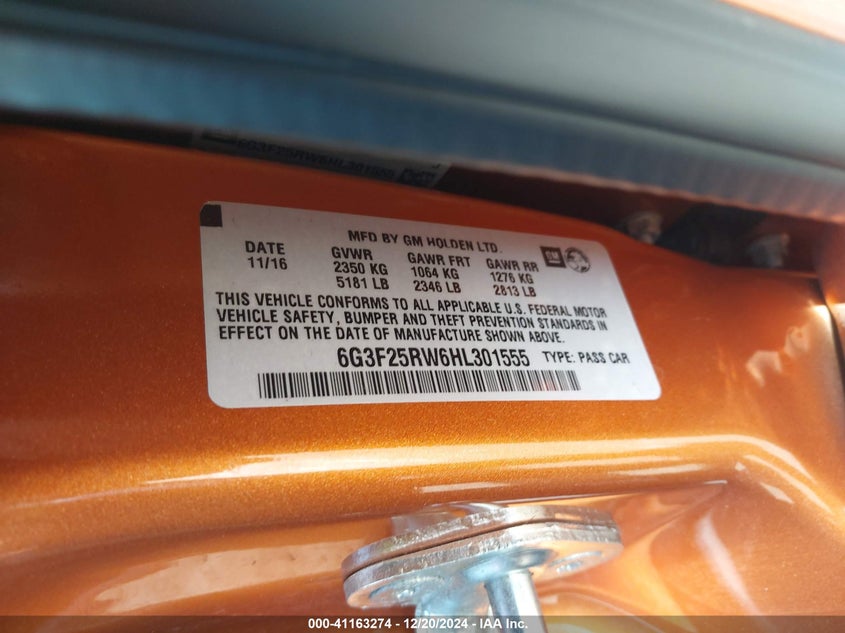 6G3F25RW6HL301555
MFD BY GM HOLDEN LTD.
DATE GVWR GAWR FRT GAWR RR GM
11/16 2350 KG 1064 KG 1276 KG
5181 LB 2346 LB 2813 LB
THIS VEHICLE CONFORMS TO ALL APPLICABLE U.S. FEDERAL MOTOR
VEHICLE SAFETY, BUMPER AND THEFT PREVENTION STANDARDS IN
EFFECT ON THE DATE OF MANUFACTURE SHOWN ABOVE.
6G3F25RW6HL301555 TYPE: PASS CAR
000-41163274 - 12/20/2024 - IAA Inc.